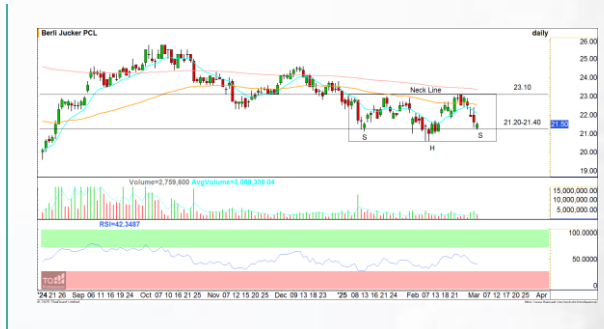 Berli Jucker PCL daily
26.00
25.00
24.00
Neck Line 23.10
23.00
22.00
21.20-21.40 21.50
21.00
S H S
20.00
19.00
Volume=2,759,600 AvgVolume=3,069,339.04
15,000,000.00
10,000,000.00
5,000,000.00
RSI=42.3487
100.0000
50.0000
0
'24 21 26 Sep 06 11 16 19 24 Oct 07 10 16 21 25 Nov 07 12 15 20 25 Dec 09 13 18 23 '25 08 13 16 21 24 Feb 07 13 18 21 Mar 07 12 17 20 25 Apr